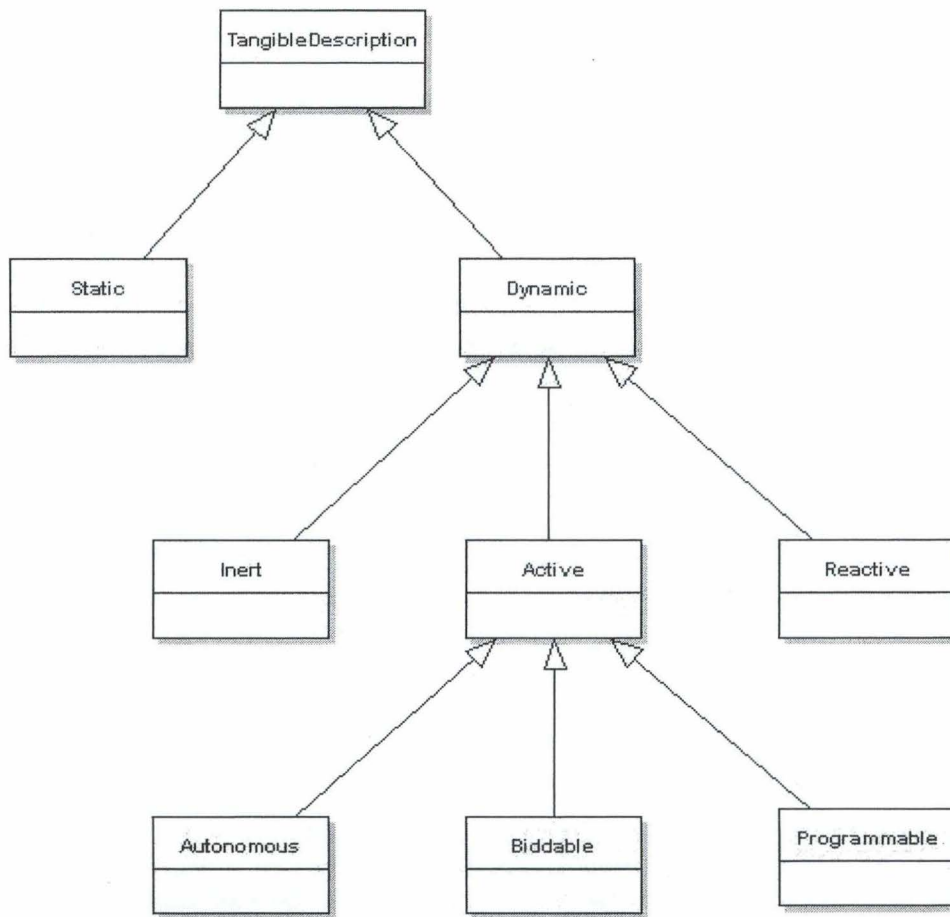 TangibleDescription
Static
Dynamic
Inert
Active
Reactive
Autonomous
Biddable
Programmable